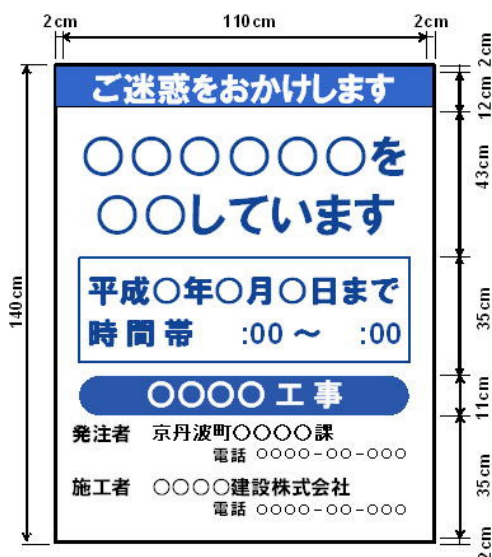 2cm 110cm 2cm
2cm
ご迷惑をおかけします
12cm
○○○○○○を
43cm
○○しています
140cm
平成○年○月○日まで
35cm
時間帯 :00～ :00
○○○○工事
11cm
発注者 京丹波町○○○○課
電話 ○○○○-○○-○○○
35cm
施工者 ○○○○建設株式会社
電話 ○○○○-○○-○○○
2cm